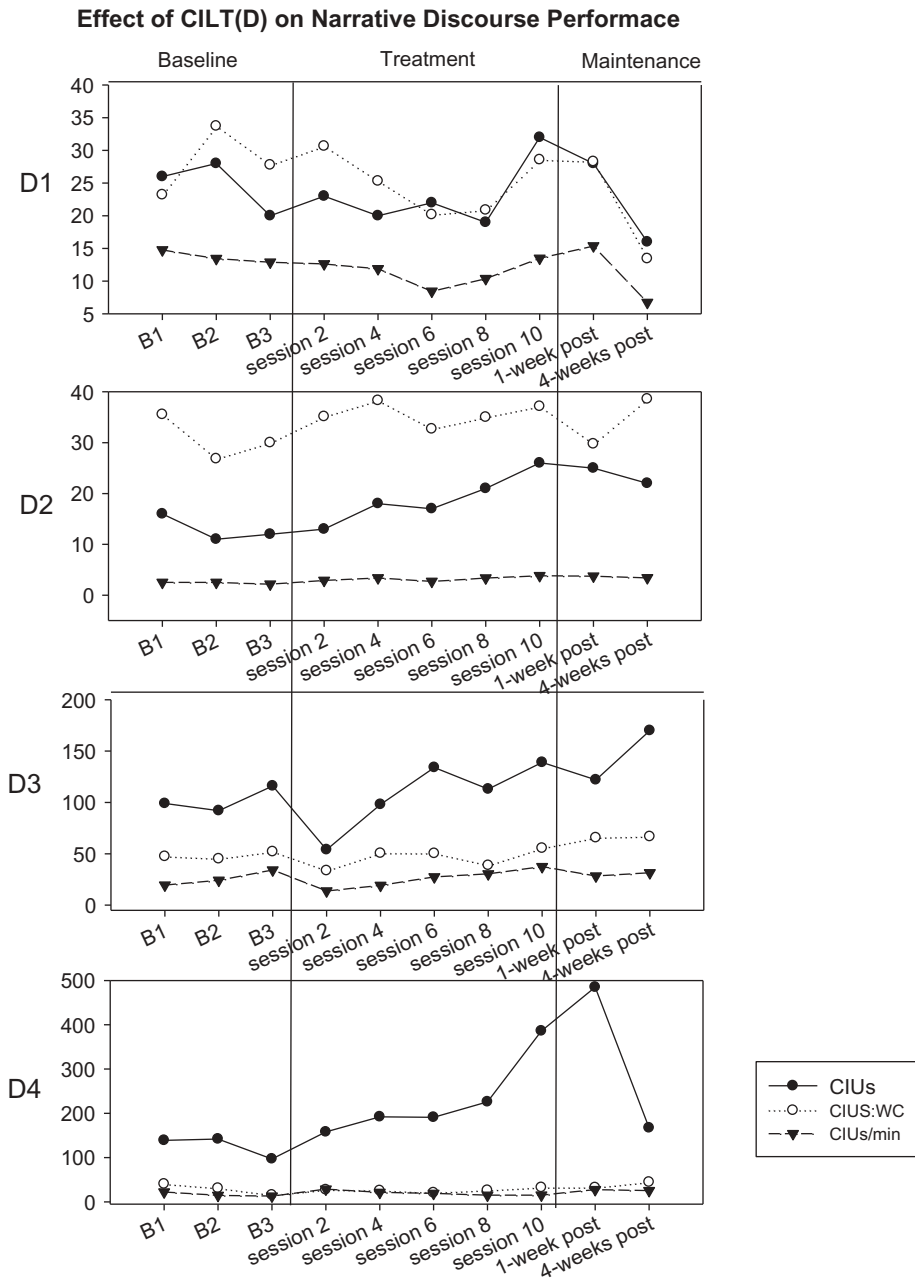 Effect of CILT(D) on Narrative Discourse Performace
Baseline Treatment Maintenance
D1
40
35
30
25
20
15
10
5
B1 B2 B3 session 2 session 4 session 6 session 8 session 10 1-week post 4-weeks post
D2
40
30
20
10
0
B1 B2 B3 session 2 session 4 session 6 session 8 session 10 1-week post 4-weeks post
D3
200
150
100
50
0
B1 B2 B3 session 2 session 4 session 6 session 8 session 10 1-week post 4-weeks post
D4
500
400
300
200
100
0
B1 B2 B3 session 2 session 4 session 6 session 8 session 10 1-week post 4-weeks post
CIUs
CIUS:WC
CIUs/min